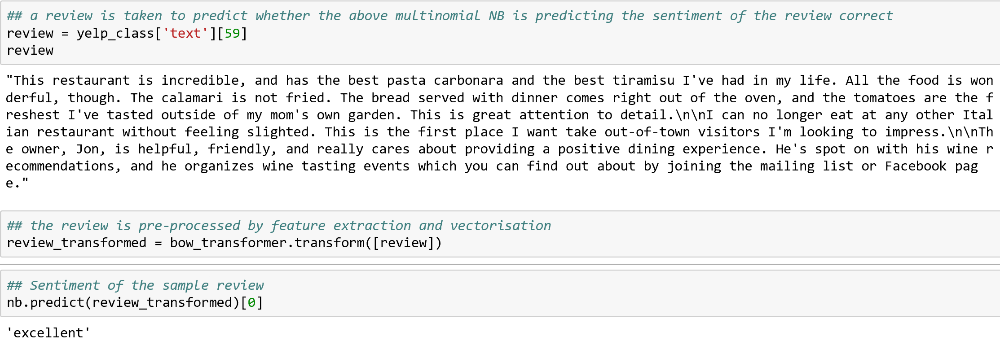 ## a review is taken to predict whether the above multinomial NB is predicting the sentiment of the review correct
review = yelp_class['text'][59]
review
"This restaurant is incredible, and has the best pasta carbonara and the best tiramisu I've had in my life. All the food is won
derful, though. The calamari is not fried. The bread served with dinner comes right out of the oven, and the tomatoes are the f
reshest I've tasted outside of my mom's own garden. This is great attention to detail.\n\nI can no longer eat at any other Ital
ian restaurant without feeling slighted. This is the first place I want take out-of-town visitors I'm looking to impress.\n\nTh
e owner, Jon, is helpful, friendly, and really cares about providing a positive dining experience. He's spot on with his wine r
ecommendations, and he organizes wine tasting events which you can find out about by joining the mailing list or Facebook pag
e."
## the review is pre-processed by feature extraction and vectorisation
review_transformed = bow_transformer.transform([review])
## Sentiment of the sample review
nb.predict(review_transformed)[0]
'excellent'